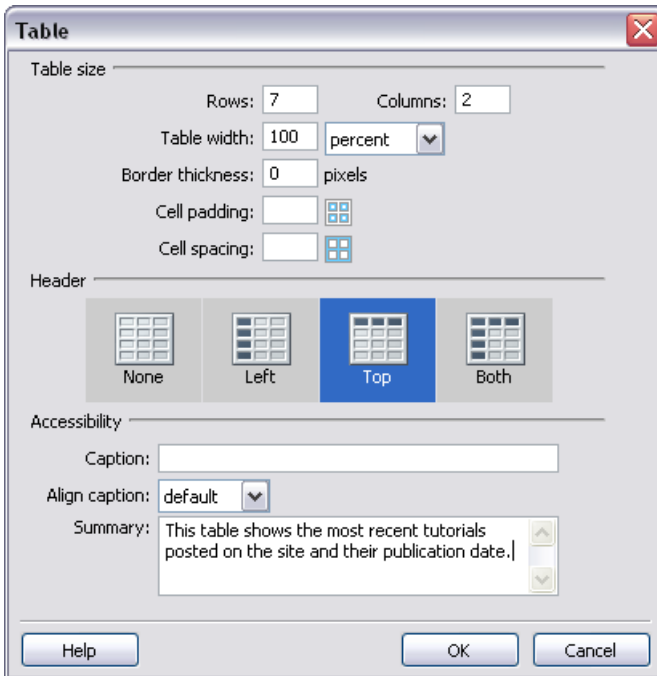 Table
Table size
Rows: 7 Columns: 2
Table width: 100 percent
Border thickness: 0 pixels
Cell padding:
Cell spacing:
Header
None Left Top Both
Accessibility
Caption:
Align caption: default
Summary: This table shows the most recent tutorials
posted on the site and their publication date.
Help OK Cancel